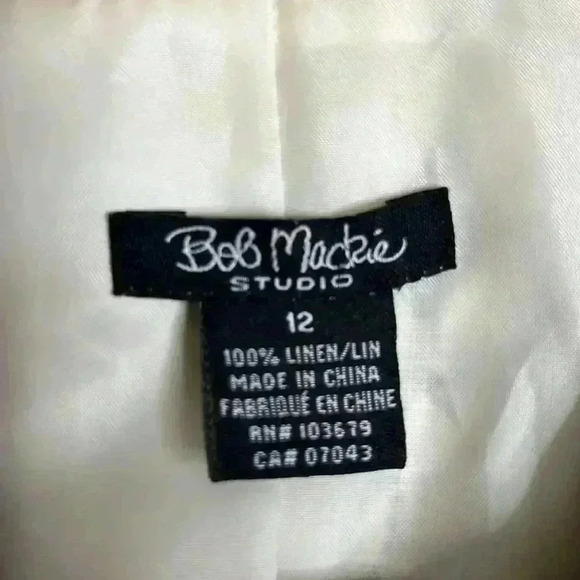 Bob Mackie
STUDIO
12
100% LINEN/LIN
MADE IN CHINA
FABRIQUÉ EN CHINE
RN# 103679
CA# 07043